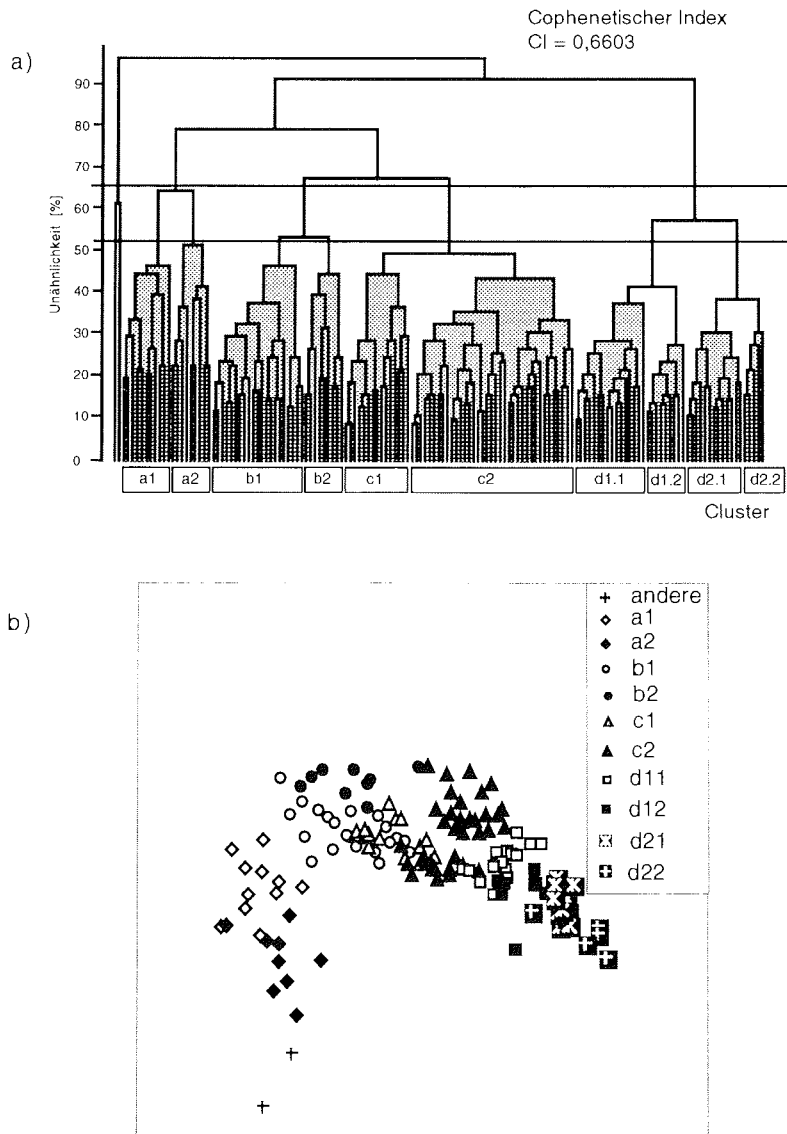 Cophenetischer Index
CI = 0,6603
a)
90
80
70
60
50
40
30
20
10
0
Unähnlichkeit [%]
a1 a2 b1 b2 c1 c2 d1.1 d1.2 d2.1 d2.2
Cluster
b)
andere
a1
a2
b1
b2
c1
c2
d11
d12
d21
d22